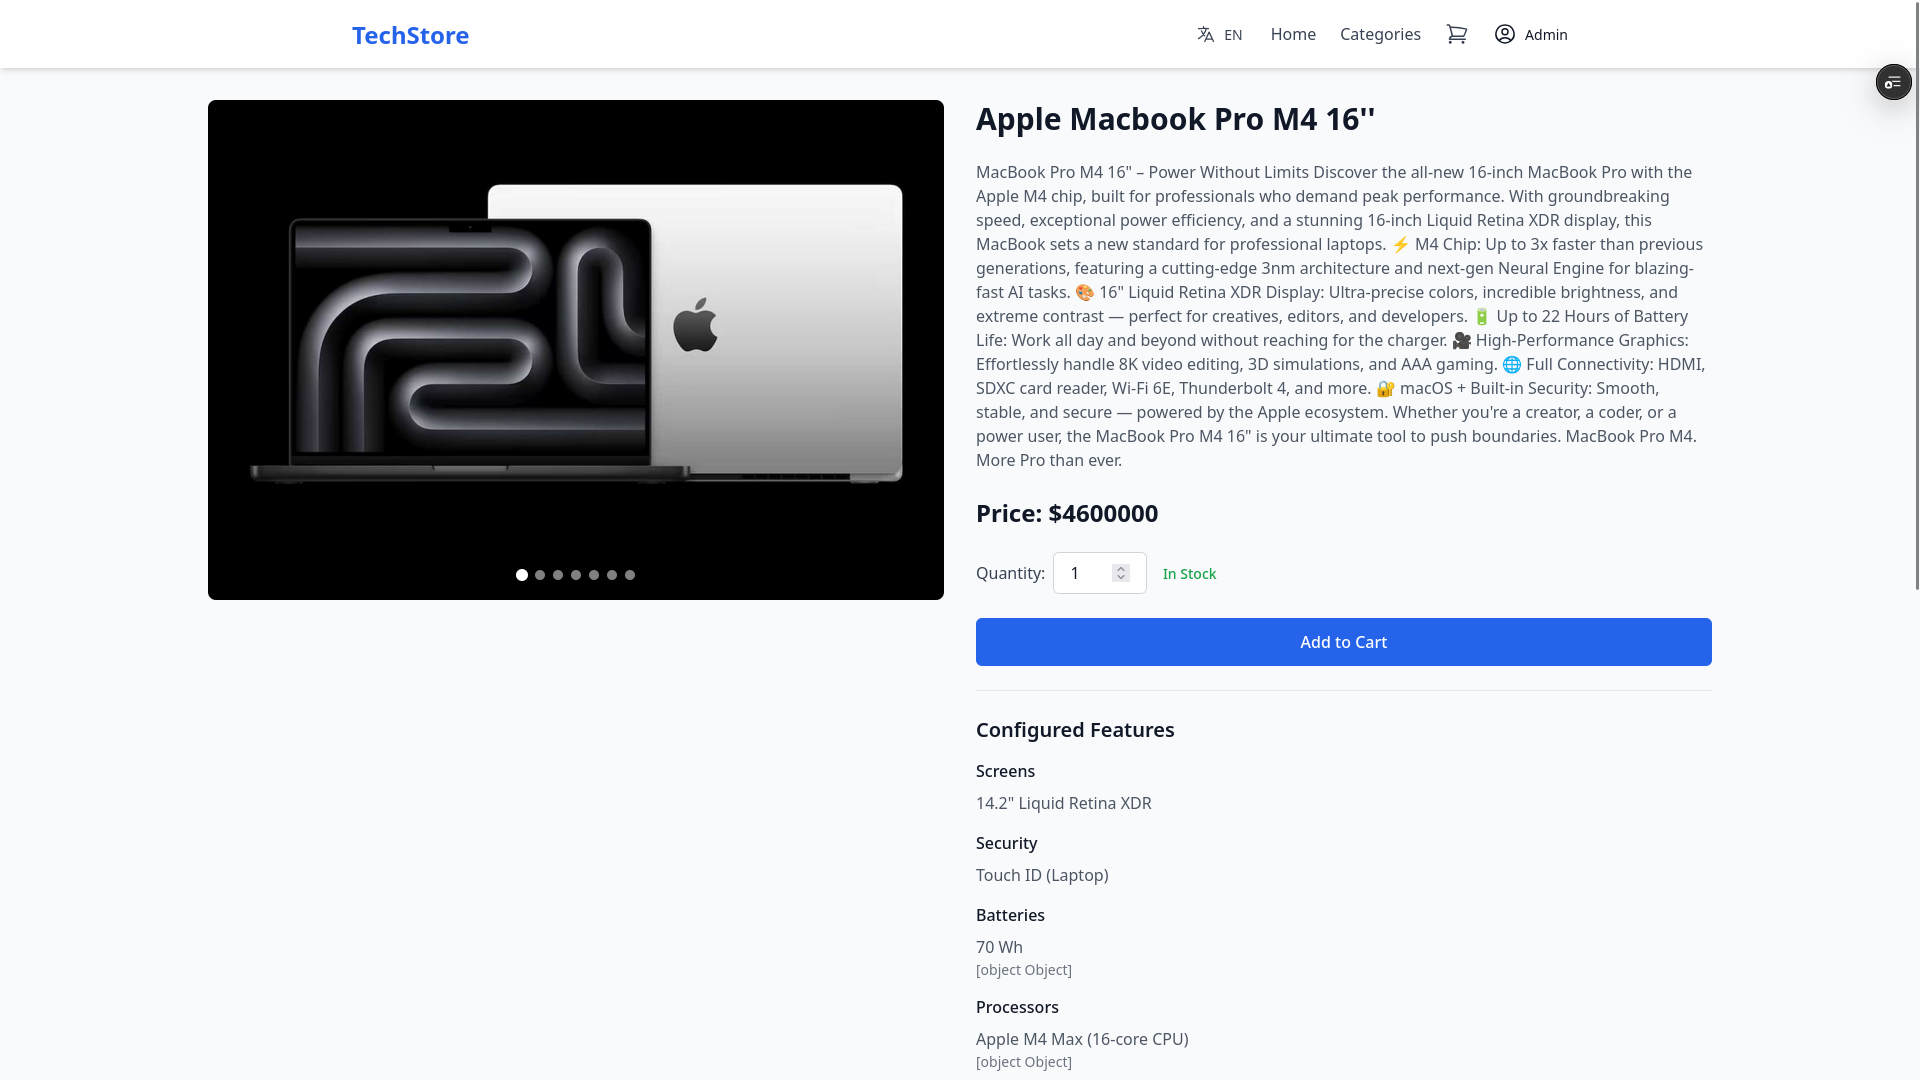 TechStore
EN
Home
Categories
Admin
Apple Macbook Pro M4 16''
MacBook Pro M4 16" – Power Without Limits Discover the all-new 16-inch MacBook Pro with the
Apple M4 chip, built for professionals who demand peak performance. With groundbreaking
speed, exceptional power efficiency, and a stunning 16-inch Liquid Retina XDR display, this
MacBook sets a new standard for professional laptops. ⚡ M4 Chip: Up to 3x faster than previous
generations, featuring a cutting-edge 3nm architecture and next-gen Neural Engine for blazing-
fast AI tasks. 🎨 16" Liquid Retina XDR Display: Ultra-precise colors, incredible brightness, and
extreme contrast — perfect for creatives, editors, and developers. 🔋 Up to 22 Hours of Battery
Life: Work all day and beyond without reaching for the charger. 🎥 High-Performance Graphics:
Effortlessly handle 8K video editing, 3D simulations, and AAA gaming. 🌐 Full Connectivity: HDMI,
SDXC card reader, Wi-Fi 6E, Thunderbolt 4, and more. 🔐 macOS + Built-in Security: Smooth,
stable, and secure — powered by the Apple ecosystem. Whether you're a creator, a coder, or a
power user, the MacBook Pro M4 16" is your ultimate tool to push boundaries. MacBook Pro M4.
More Pro than ever.
Price: $4600000
Quantity: 1 In Stock
Add to Cart
Configured Features
Screens
14.2" Liquid Retina XDR
Security
Touch ID (Laptop)
Batteries
70 Wh
[object Object]
Processors
Apple M4 Max (16-core CPU)
[object Object]